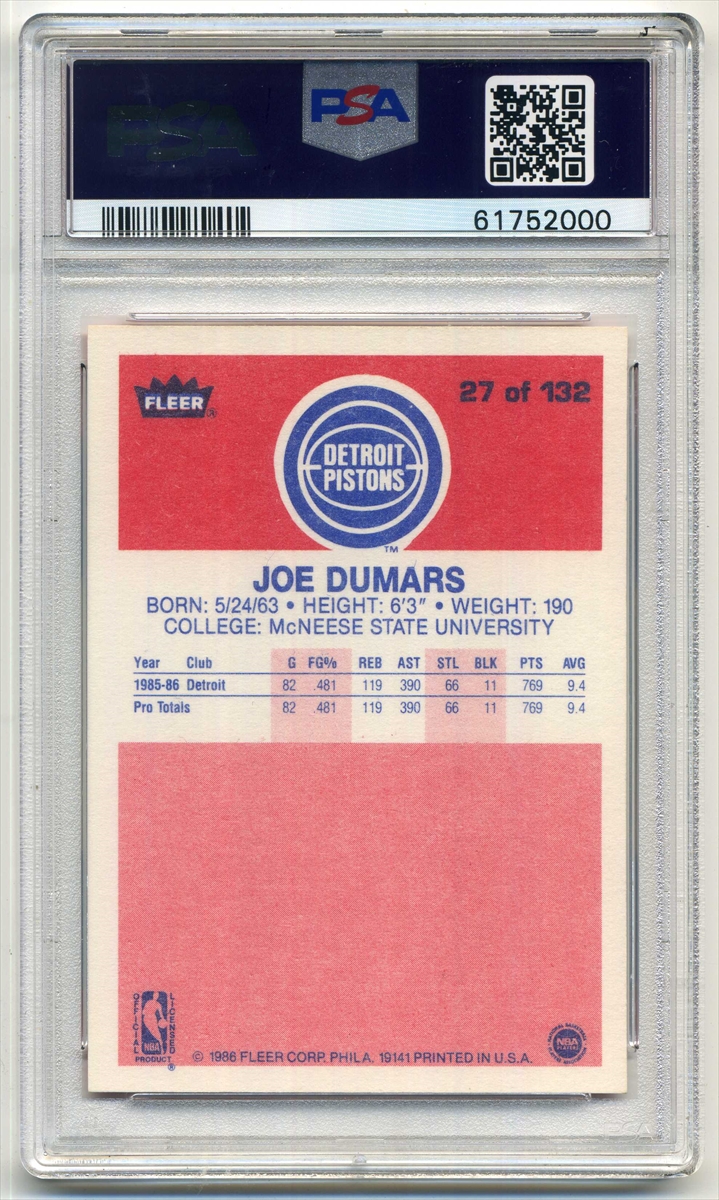 PSA
PSA
61752000
FLEER®
27 of 132
DETROIT
PISTONS
TM
JOE DUMARS
BORN: 5/24/63 • HEIGHT: 6'3" • WEIGHT: 190
COLLEGE: McNEESE STATE UNIVERSITY
Year Club G FG% REB AST STL BLK PTS AVG
1985-86 Detroit 82 .481 119 390 66 11 769 9.4
Pro Totals 82 .481 119 390 66 11 769 9.4
OFFICIAL LICENSED
NBA
PRODUCT®
© 1986 FLEER CORP. PHILA. 19141 PRINTED IN U.S.A.
NBA
PLAYERS